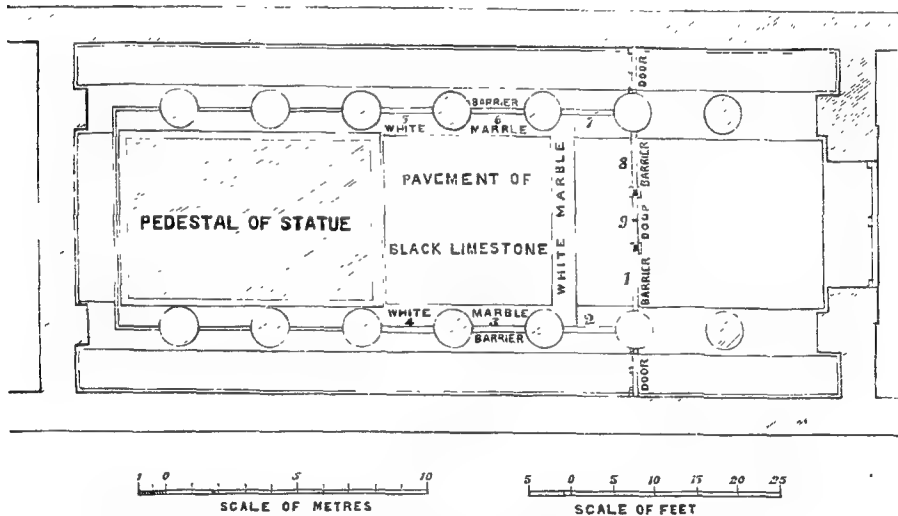 DOOR
BARRIER
5 6 7
WHITE MARBLE
8 BARRIER
PAVEMENT OF
WHITE MARBLE
PEDESTAL OF STATUE
9 DOOP
BLACK LIMESTONE
1 BARRIER
WHITE MARBLE
4 3 2
BARRIER
DOOR
1 0 5 10
SCALE OF METRES
5 0 5 10 15 20 25
SCALE OF FEET